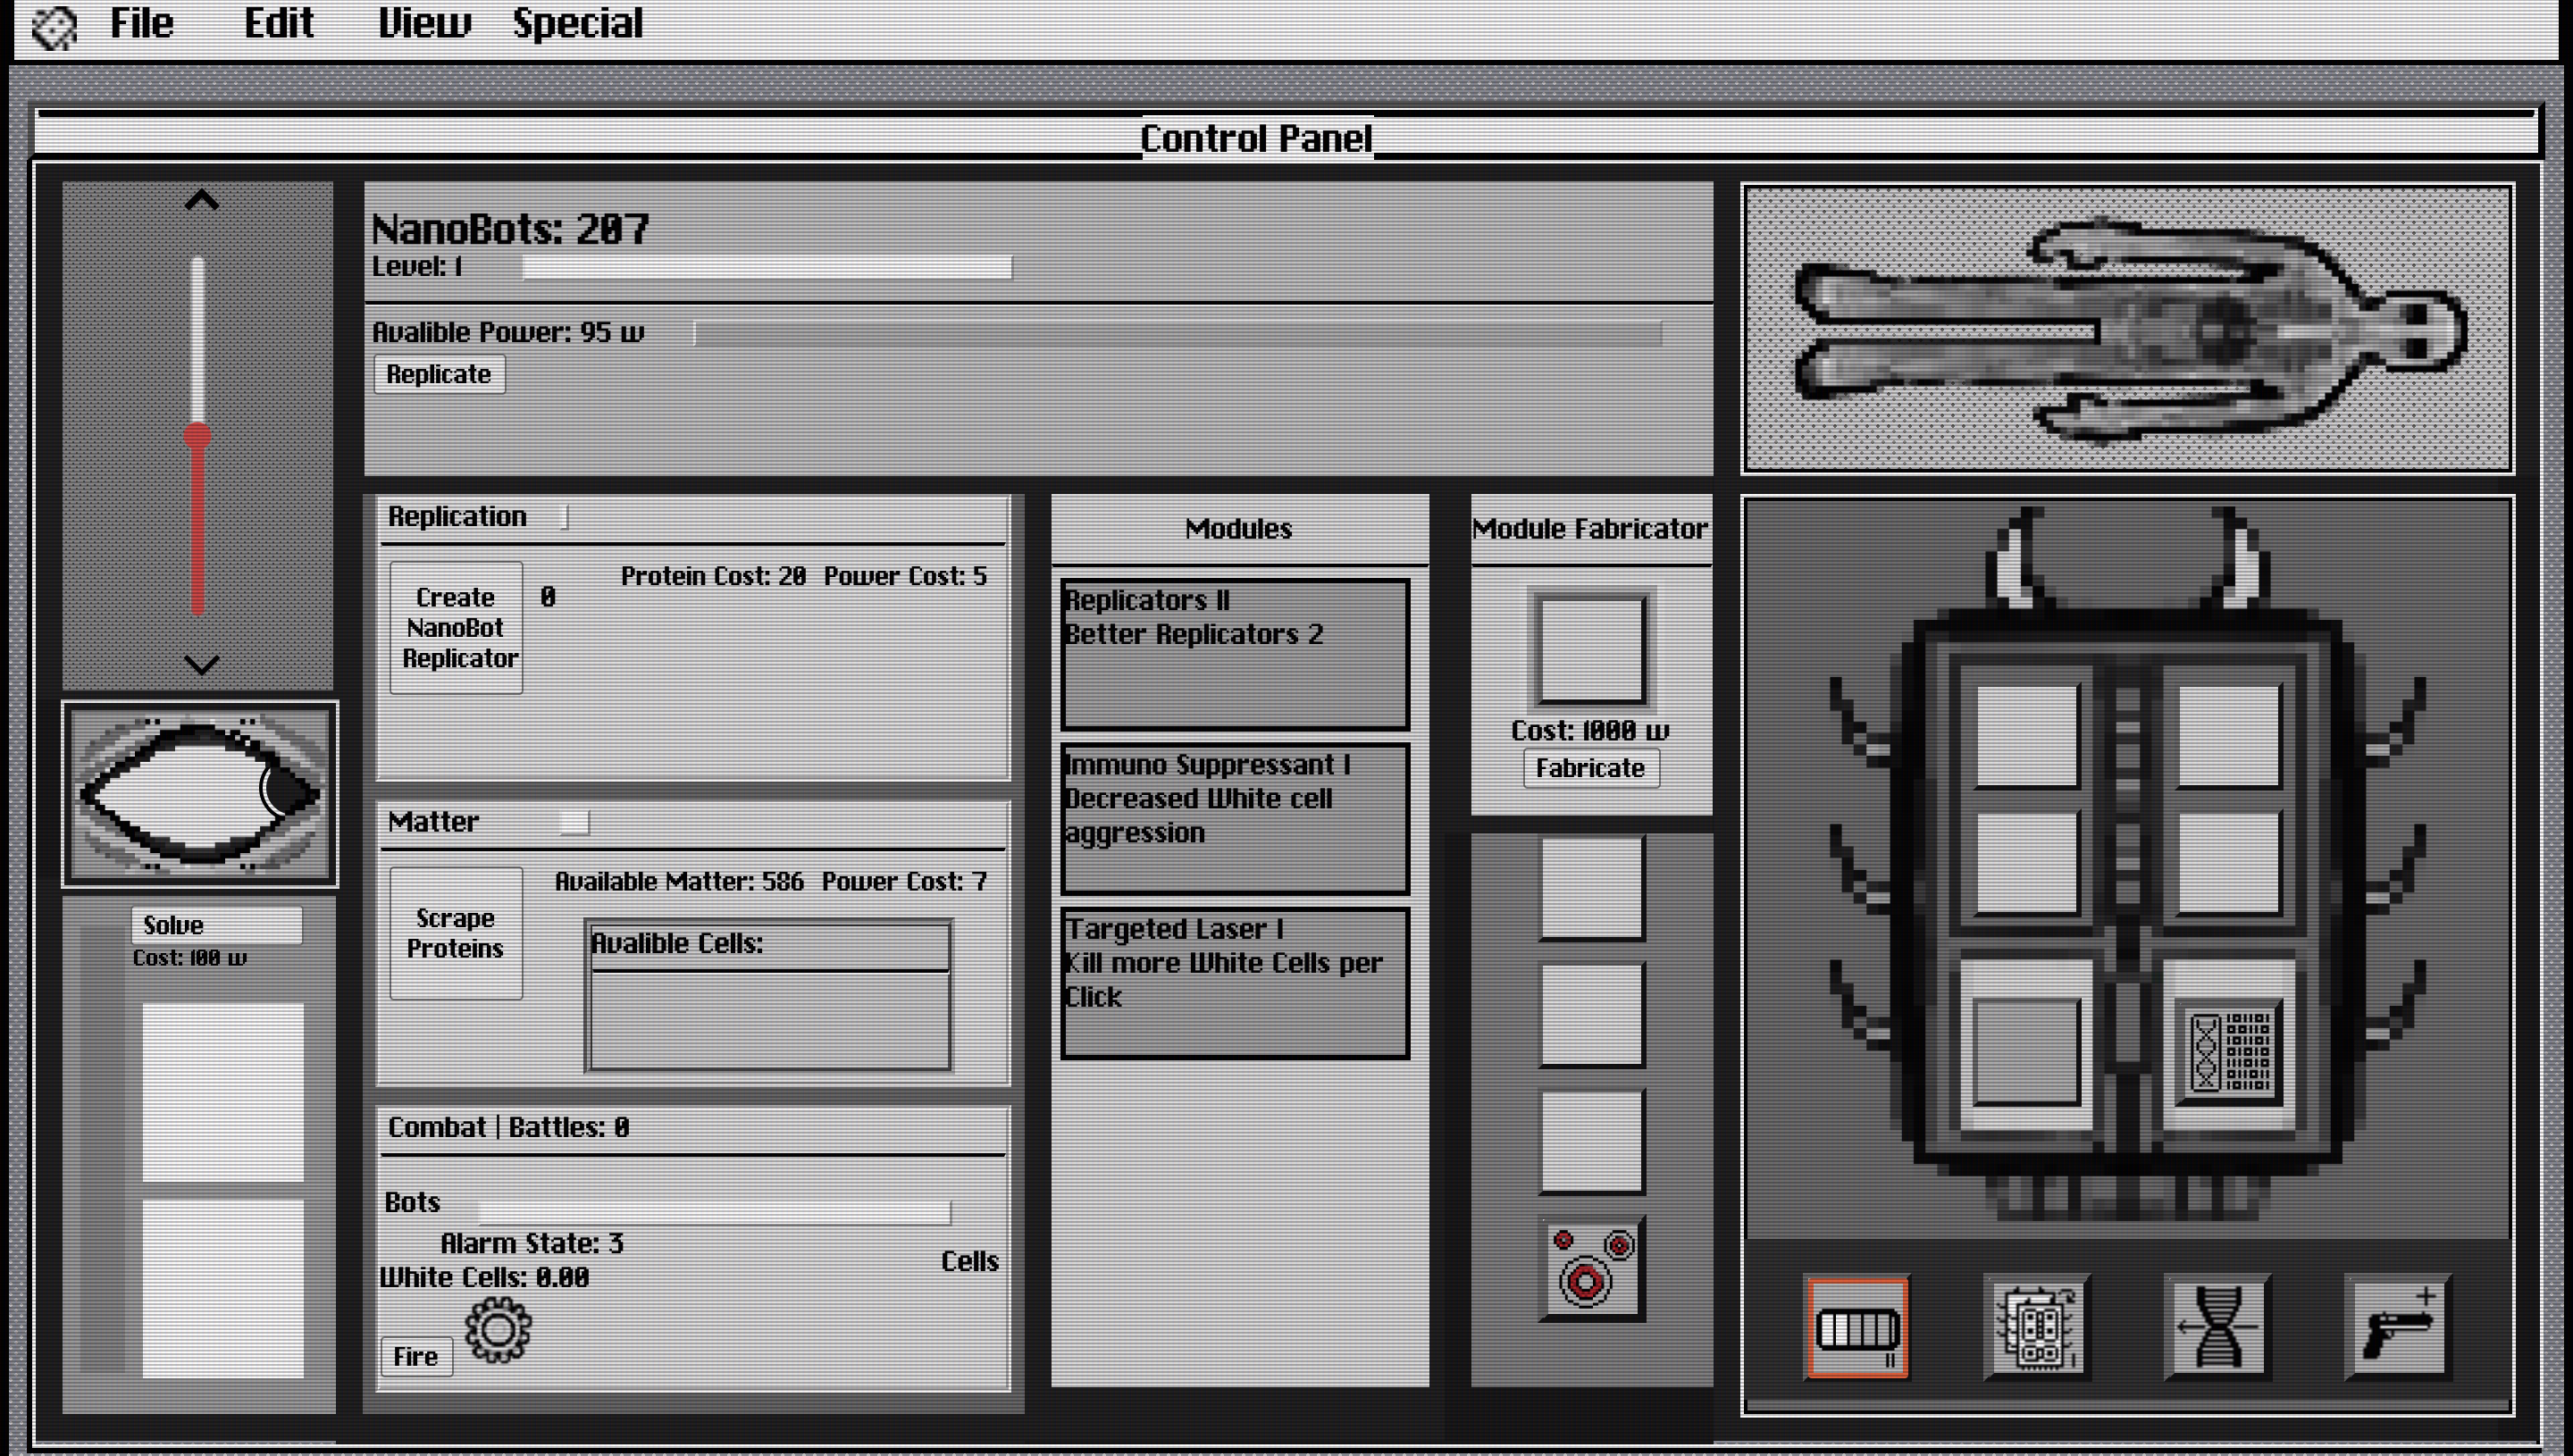 File Edit View Special
Control Panel
NanoBots: 207
Level: 1
Avalible Power: 95 w
Replicate
Replication
Protein Cost: 20 Power Cost: 5
Create
NanoBot
Replicator
0
Matter
Available Matter: 586 Power Cost: 7
Scrape
Proteins
Avalible Cells:
Combat | Battles: 0
Bots
Alarm State: 3
Cells
White Cells: 0.00
Fire
Solve
Cost: 100 w
Modules
Replicators II
Better Replicators 2
Immuno Suppressant I
Decreased White cell
aggression
Targeted Laser I
Kill more White Cells per
Click
Module Fabricator
Cost: 1000 w
Fabricate
II